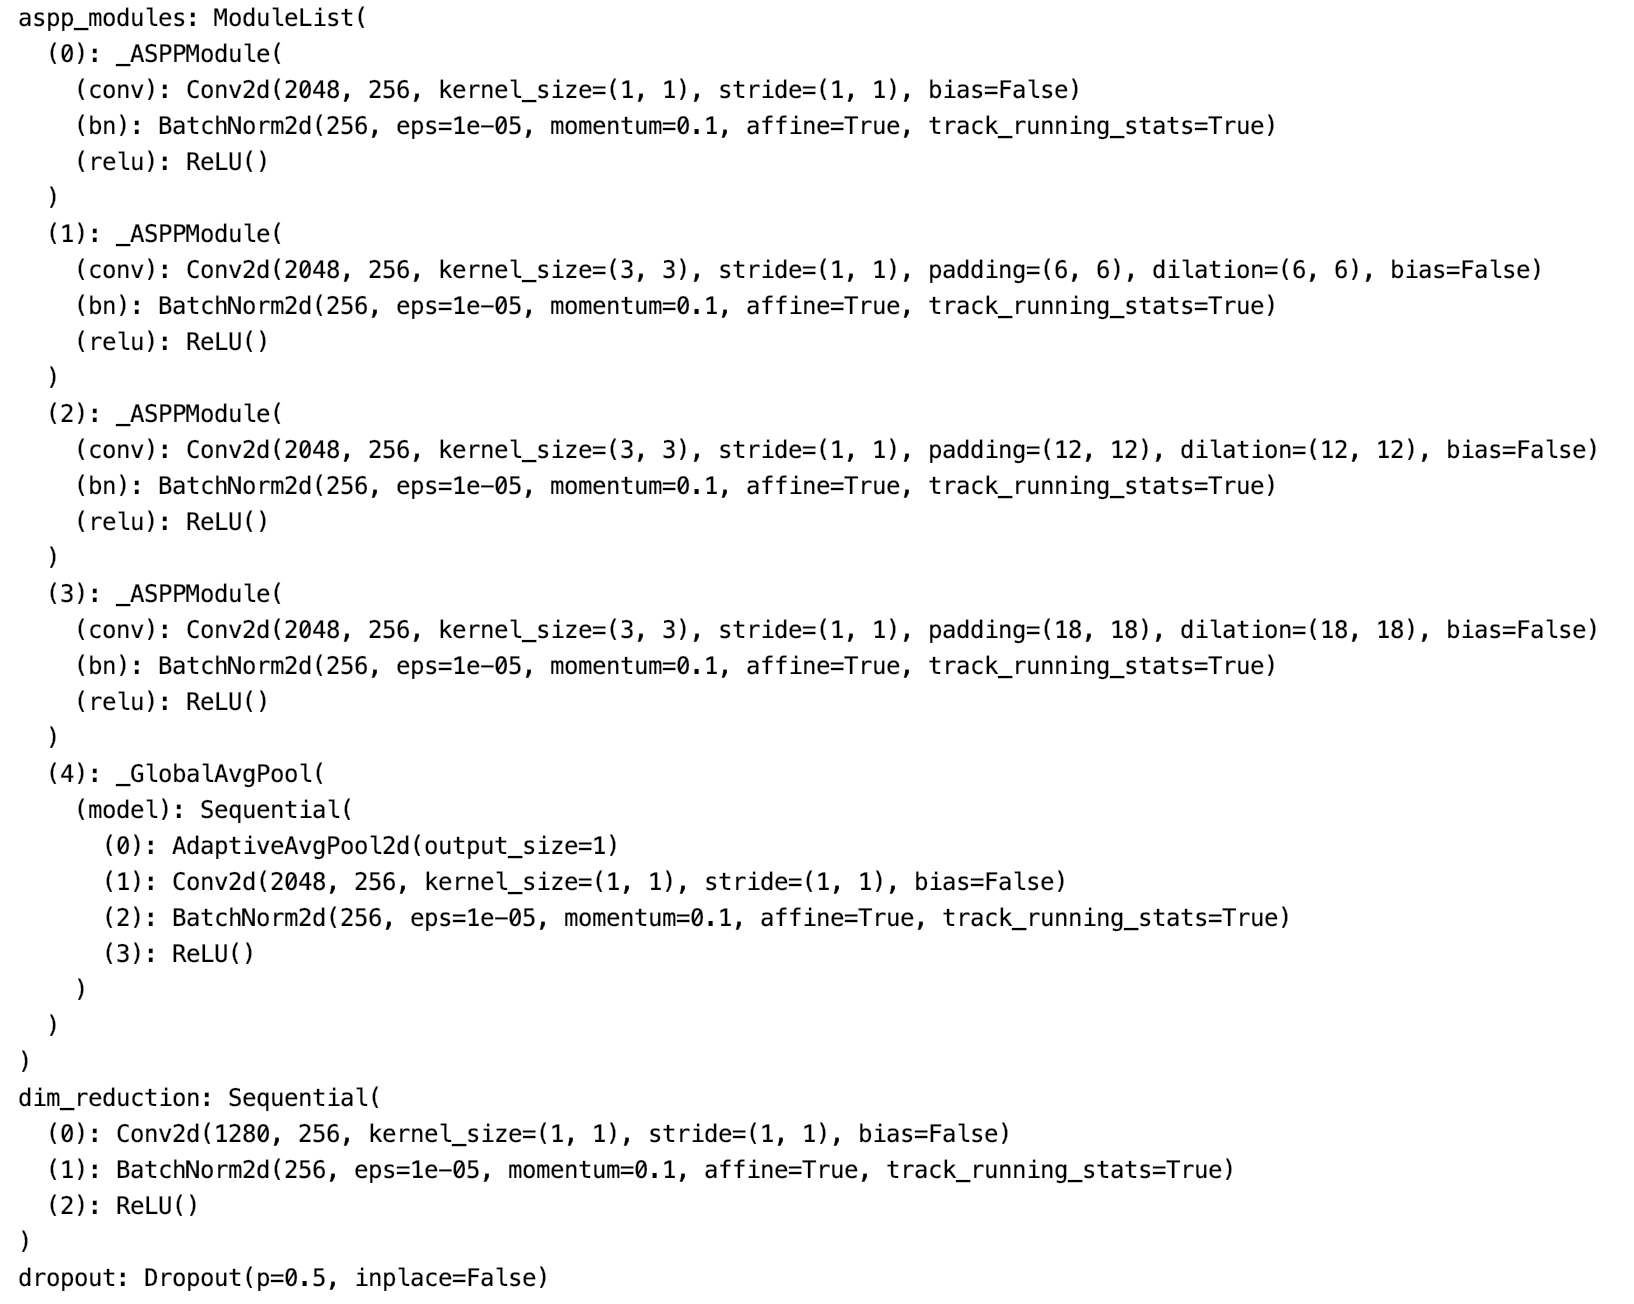 aspp_modules: ModuleList(
(0): _ASPPModule(
(conv): Conv2d(2048, 256, kernel_size=(1, 1), stride=(1, 1), bias=False)
(bn): BatchNorm2d(256, eps=1e-05, momentum=0.1, affine=True, track_running_stats=True)
(relu): ReLU()
)
(1): _ASPPModule(
(conv): Conv2d(2048, 256, kernel_size=(3, 3), stride=(1, 1), padding=(6, 6), dilation=(6, 6), bias=False)
(bn): BatchNorm2d(256, eps=1e-05, momentum=0.1, affine=True, track_running_stats=True)
(relu): ReLU()
)
(2): _ASPPModule(
(conv): Conv2d(2048, 256, kernel_size=(3, 3), stride=(1, 1), padding=(12, 12), dilation=(12, 12), bias=False)
(bn): BatchNorm2d(256, eps=1e-05, momentum=0.1, affine=True, track_running_stats=True)
(relu): ReLU()
)
(3): _ASPPModule(
(conv): Conv2d(2048, 256, kernel_size=(3, 3), stride=(1, 1), padding=(18, 18), dilation=(18, 18), bias=False)
(bn): BatchNorm2d(256, eps=1e-05, momentum=0.1, affine=True, track_running_stats=True)
(relu): ReLU()
)
(4): _GlobalAvgPool(
(model): Sequential(
(0): AdaptiveAvgPool2d(output_size=1)
(1): Conv2d(2048, 256, kernel_size=(1, 1), stride=(1, 1), bias=False)
(2): BatchNorm2d(256, eps=1e-05, momentum=0.1, affine=True, track_running_stats=True)
(3): ReLU()
)
)
)
dim_reduction: Sequential(
(0): Conv2d(1280, 256, kernel_size=(1, 1), stride=(1, 1), bias=False)
(1): BatchNorm2d(256, eps=1e-05, momentum=0.1, affine=True, track_running_stats=True)
(2): ReLU()
)
dropout: Dropout(p=0.5, inplace=False)